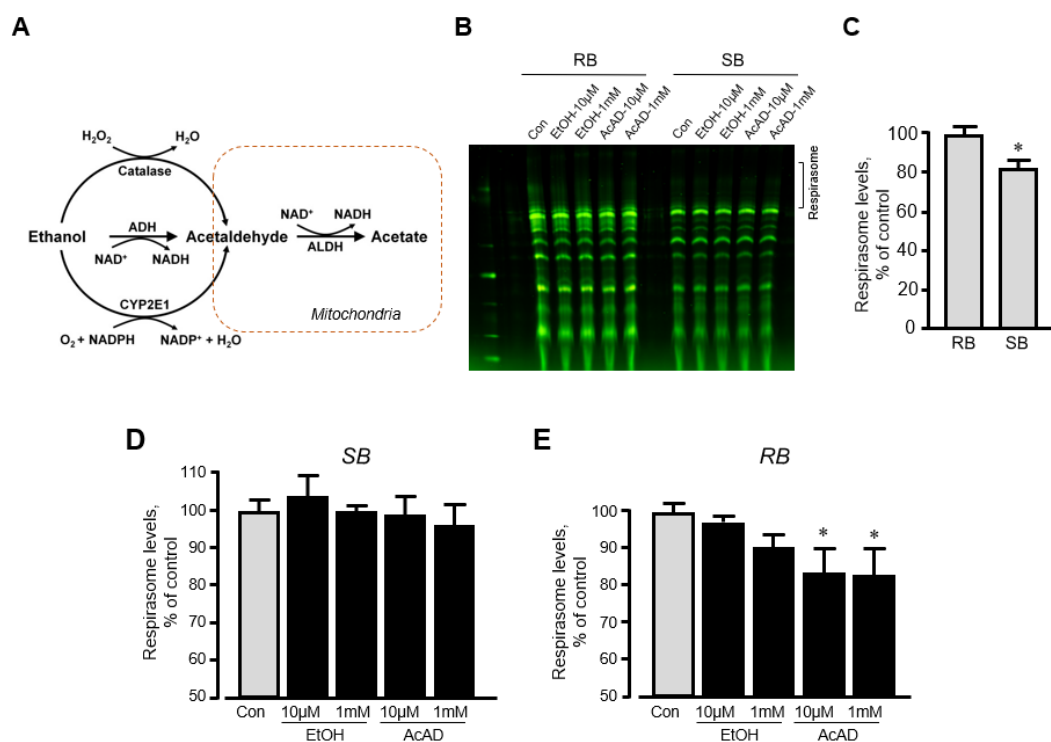 A
H₂O₂
H₂O
Catalase
Ethanol
ADH
NAD⁺
NADH
Acetaldehyde
NAD⁺
NADH
ALDH
Acetate
CYP2E1
O₂ + NADPH
NADP⁺ + H₂O
Mitochondria
B
RB
SB
Con
EtOH-10µM
EtOH-1mM
AcAD-10µM
AcAD-1mM
Con
EtOH-10µM
EtOH-1mM
AcAD-10µM
AcAD-1mM
Respirasome
C
Respirasome levels,
% of control
100
80
60
40
20
0
*
RB
SB
D
SB
Respirasome levels,
% of control
110
100
90
80
70
60
50
Con
10µM
1mM
10µM
1mM
EtOH
AcAD
E
RB
Respirasome levels,
% of control
100
90
80
70
60
50
*
*
Con
10µM
1mM
10µM
1mM
EtOH
AcAD